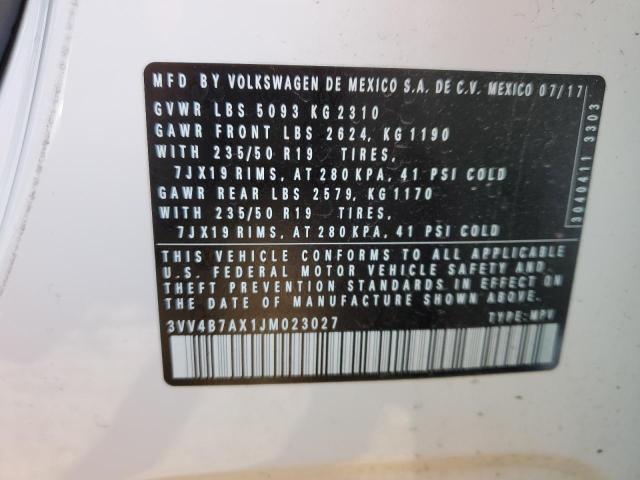 MFD BY VOLKSWAGEN DE MEXICO S.A. DE C.V. MEXICO 07/17
GVWR LBS 5093 KG 2310
GAWR FRONT LBS 2624, KG 1190
WITH 235/50 R19 TIRES,
7JX19 RIMS, AT 280 KPA, 41 PSI COLD
GAWR REAR LBS 2579, KG 1170
WITH 235/50 R19 TIRES,
7JX19 RIMS, AT 280 KPA, 41 PSI COLD
3040411 3303
THIS VEHICLE CONFORMS TO ALL APPLICABLE
U.S. FEDERAL MOTOR VEHICLE SAFETY AND
THEFT PREVENTION STANDARDS IN EFFECT ON
THE DATE OF MANUFACTURE SHOWN ABOVE.
3VV4B7AX1JM023027 TYPE: MPV